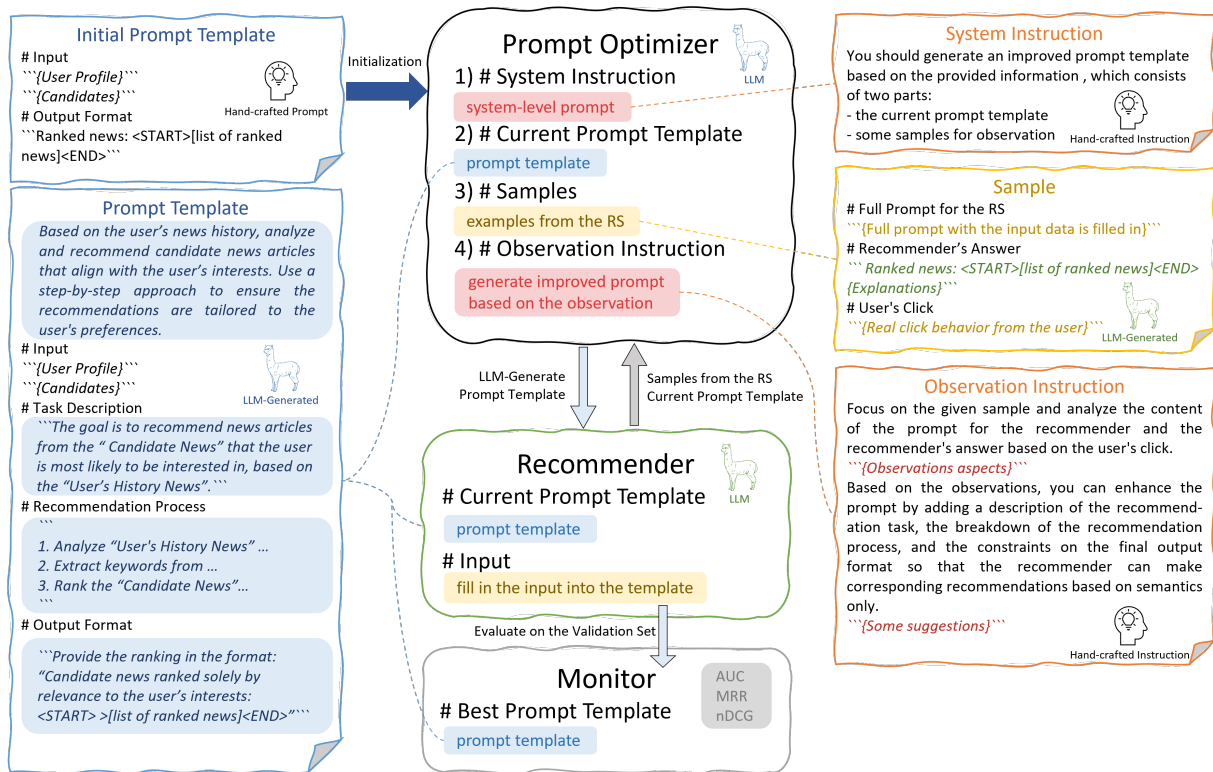 Initial Prompt Template
# Input
```{User Profile}```
```{Candidates}```
# Output Format
```Ranked news: <START>[list of ranked
news]<END>```
Hand-crafted Prompt
Prompt Template
Based on the user's news history, analyze
and recommend candidate news articles
that align with the user's interests. Use a
step-by-step approach to ensure the
recommendations are tailored to the
user's preferences.
# Input
```{User Profile}```
```{Candidates}```
LLM-Generated
# Task Description
```The goal is to recommend news articles
from the “ Candidate News” that the user
is most likely to be interested in, based on
the “User's History News”.```
# Recommendation Process
```
1. Analyze “User's History News” …
2. Extract keywords from …
3. Rank the “Candidate News”…
```
# Output Format
```Provide the ranking in the format:
“Candidate news ranked solely by
relevance to the user's interests:
<START> >[list of ranked news]<END>”```
Initialization
Prompt Optimizer
LLM
1) # System Instruction
system-level prompt
2) # Current Prompt Template
prompt template
3) # Samples
examples from the RS
4) # Observation Instruction
generate improved prompt
based on the observation
LLM-Generate
Prompt Template
Samples from the RS
Current Prompt Template
Recommender
LLM
# Current Prompt Template
prompt template
# Input
fill in the input into the template
Evaluate on the Validation Set
Monitor
# Best Prompt Template
prompt template
AUC
MRR
nDCG
System Instruction
You should generate an improved prompt template
based on the provided information , which consists
of two parts:
- the current prompt template
- some samples for observation
Hand-crafted Instruction
Sample
# Full Prompt for the RS
```{Full prompt with the input data is filled in}```
# Recommender's Answer
``` Ranked news: <START>[list of ranked news]<END>
{Explanations}```
# User's Click
```{Real click behavior from the user}```
LLM-Generated
Observation Instruction
Focus on the given sample and analyze the content
of the prompt for the recommender and the
recommender's answer based on the user's click.
```{Observations aspects}```
Based on the observations, you can enhance the
prompt by adding a description of the recommend-
ation task, the breakdown of the recommendation
process, and the constraints on the final output
format so that the recommender can make
corresponding recommendations based on semantics
only.
```{Some suggestions}```
Hand-crafted Instruction